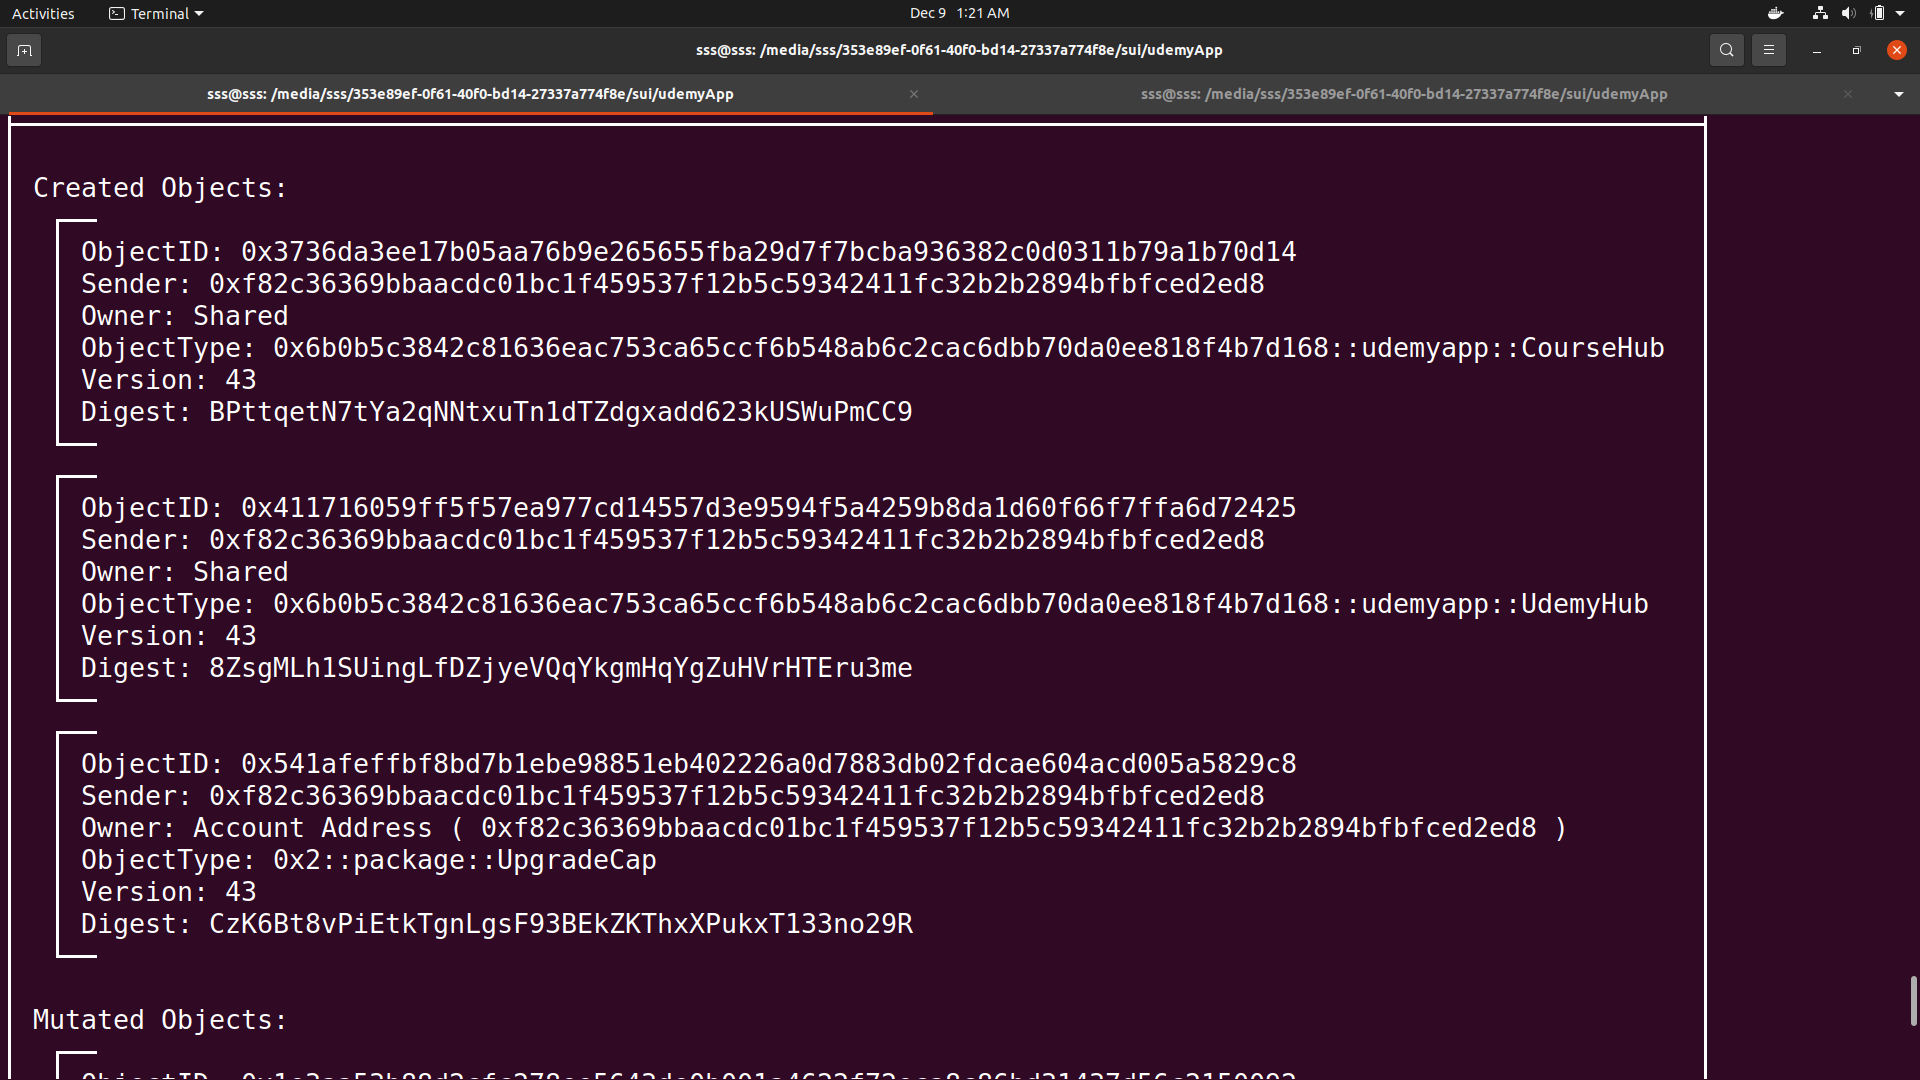 Activities
Terminal
Dec 9 1:21 AM
sss@sss: /media/sss/353e89ef-0f61-40f0-bd14-27337a774f8e/sui/udemyApp
sss@sss: /media/sss/353e89ef-0f61-40f0-bd14-27337a774f8e/sui/udemyApp
sss@sss: /media/sss/353e89ef-0f61-40f0-bd14-27337a774f8e/sui/udemyApp
Created Objects:
ObjectID: 0x3736da3ee17b05aa76b9e265655fba29d7f7bcba936382c0d0311b79a1b70d14
Sender: 0xf82c36369bbaacdc01bc1f459537f12b5c59342411fc32b2b2894bfbfced2ed8
Owner: Shared
ObjectType: 0x6b0b5c3842c81636eac753ca65ccf6b548ab6c2cac6dbb70da0ee818f4b7d168::udemyapp::CourseHub
Version: 43
Digest: BPttqetN7tYa2qNNtxuTn1dTZdgxadd623kUSWuPmCC9
ObjectID: 0x411716059ff5f57ea977cd14557d3e9594f5a4259b8da1d60f66f7ffa6d72425
Sender: 0xf82c36369bbaacdc01bc1f459537f12b5c59342411fc32b2b2894bfbfced2ed8
Owner: Shared
ObjectType: 0x6b0b5c3842c81636eac753ca65ccf6b548ab6c2cac6dbb70da0ee818f4b7d168::udemyapp::UdemyHub
Version: 43
Digest: 8ZsgMLh1SUingLfDZjyeVQqYkgmHqYgZuHVrHTEru3me
ObjectID: 0x541afeffbf8bd7b1ebe98851eb402226a0d7883db02fdcae604acd005a5829c8
Sender: 0xf82c36369bbaacdc01bc1f459537f12b5c59342411fc32b2b2894bfbfced2ed8
Owner: Account Address ( 0xf82c36369bbaacdc01bc1f459537f12b5c59342411fc32b2b2894bfbfced2ed8 )
ObjectType: 0x2::package::UpgradeCap
Version: 43
Digest: CzK6Bt8vPiEtkTgnLgsF93BEkZKThxXPukxT133no29R
Mutated Objects:
ObjectID: